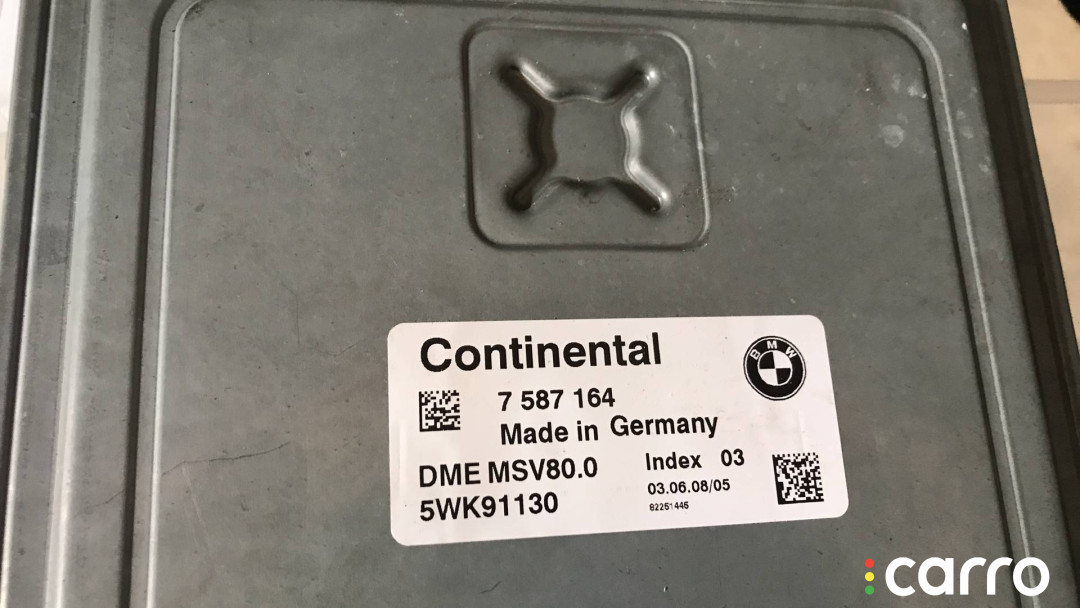 Continental
BMW
7 587 164
Made in Germany
DME MSV80.0
Index 03
5WK91130
03.06.08/05
82251445
carro